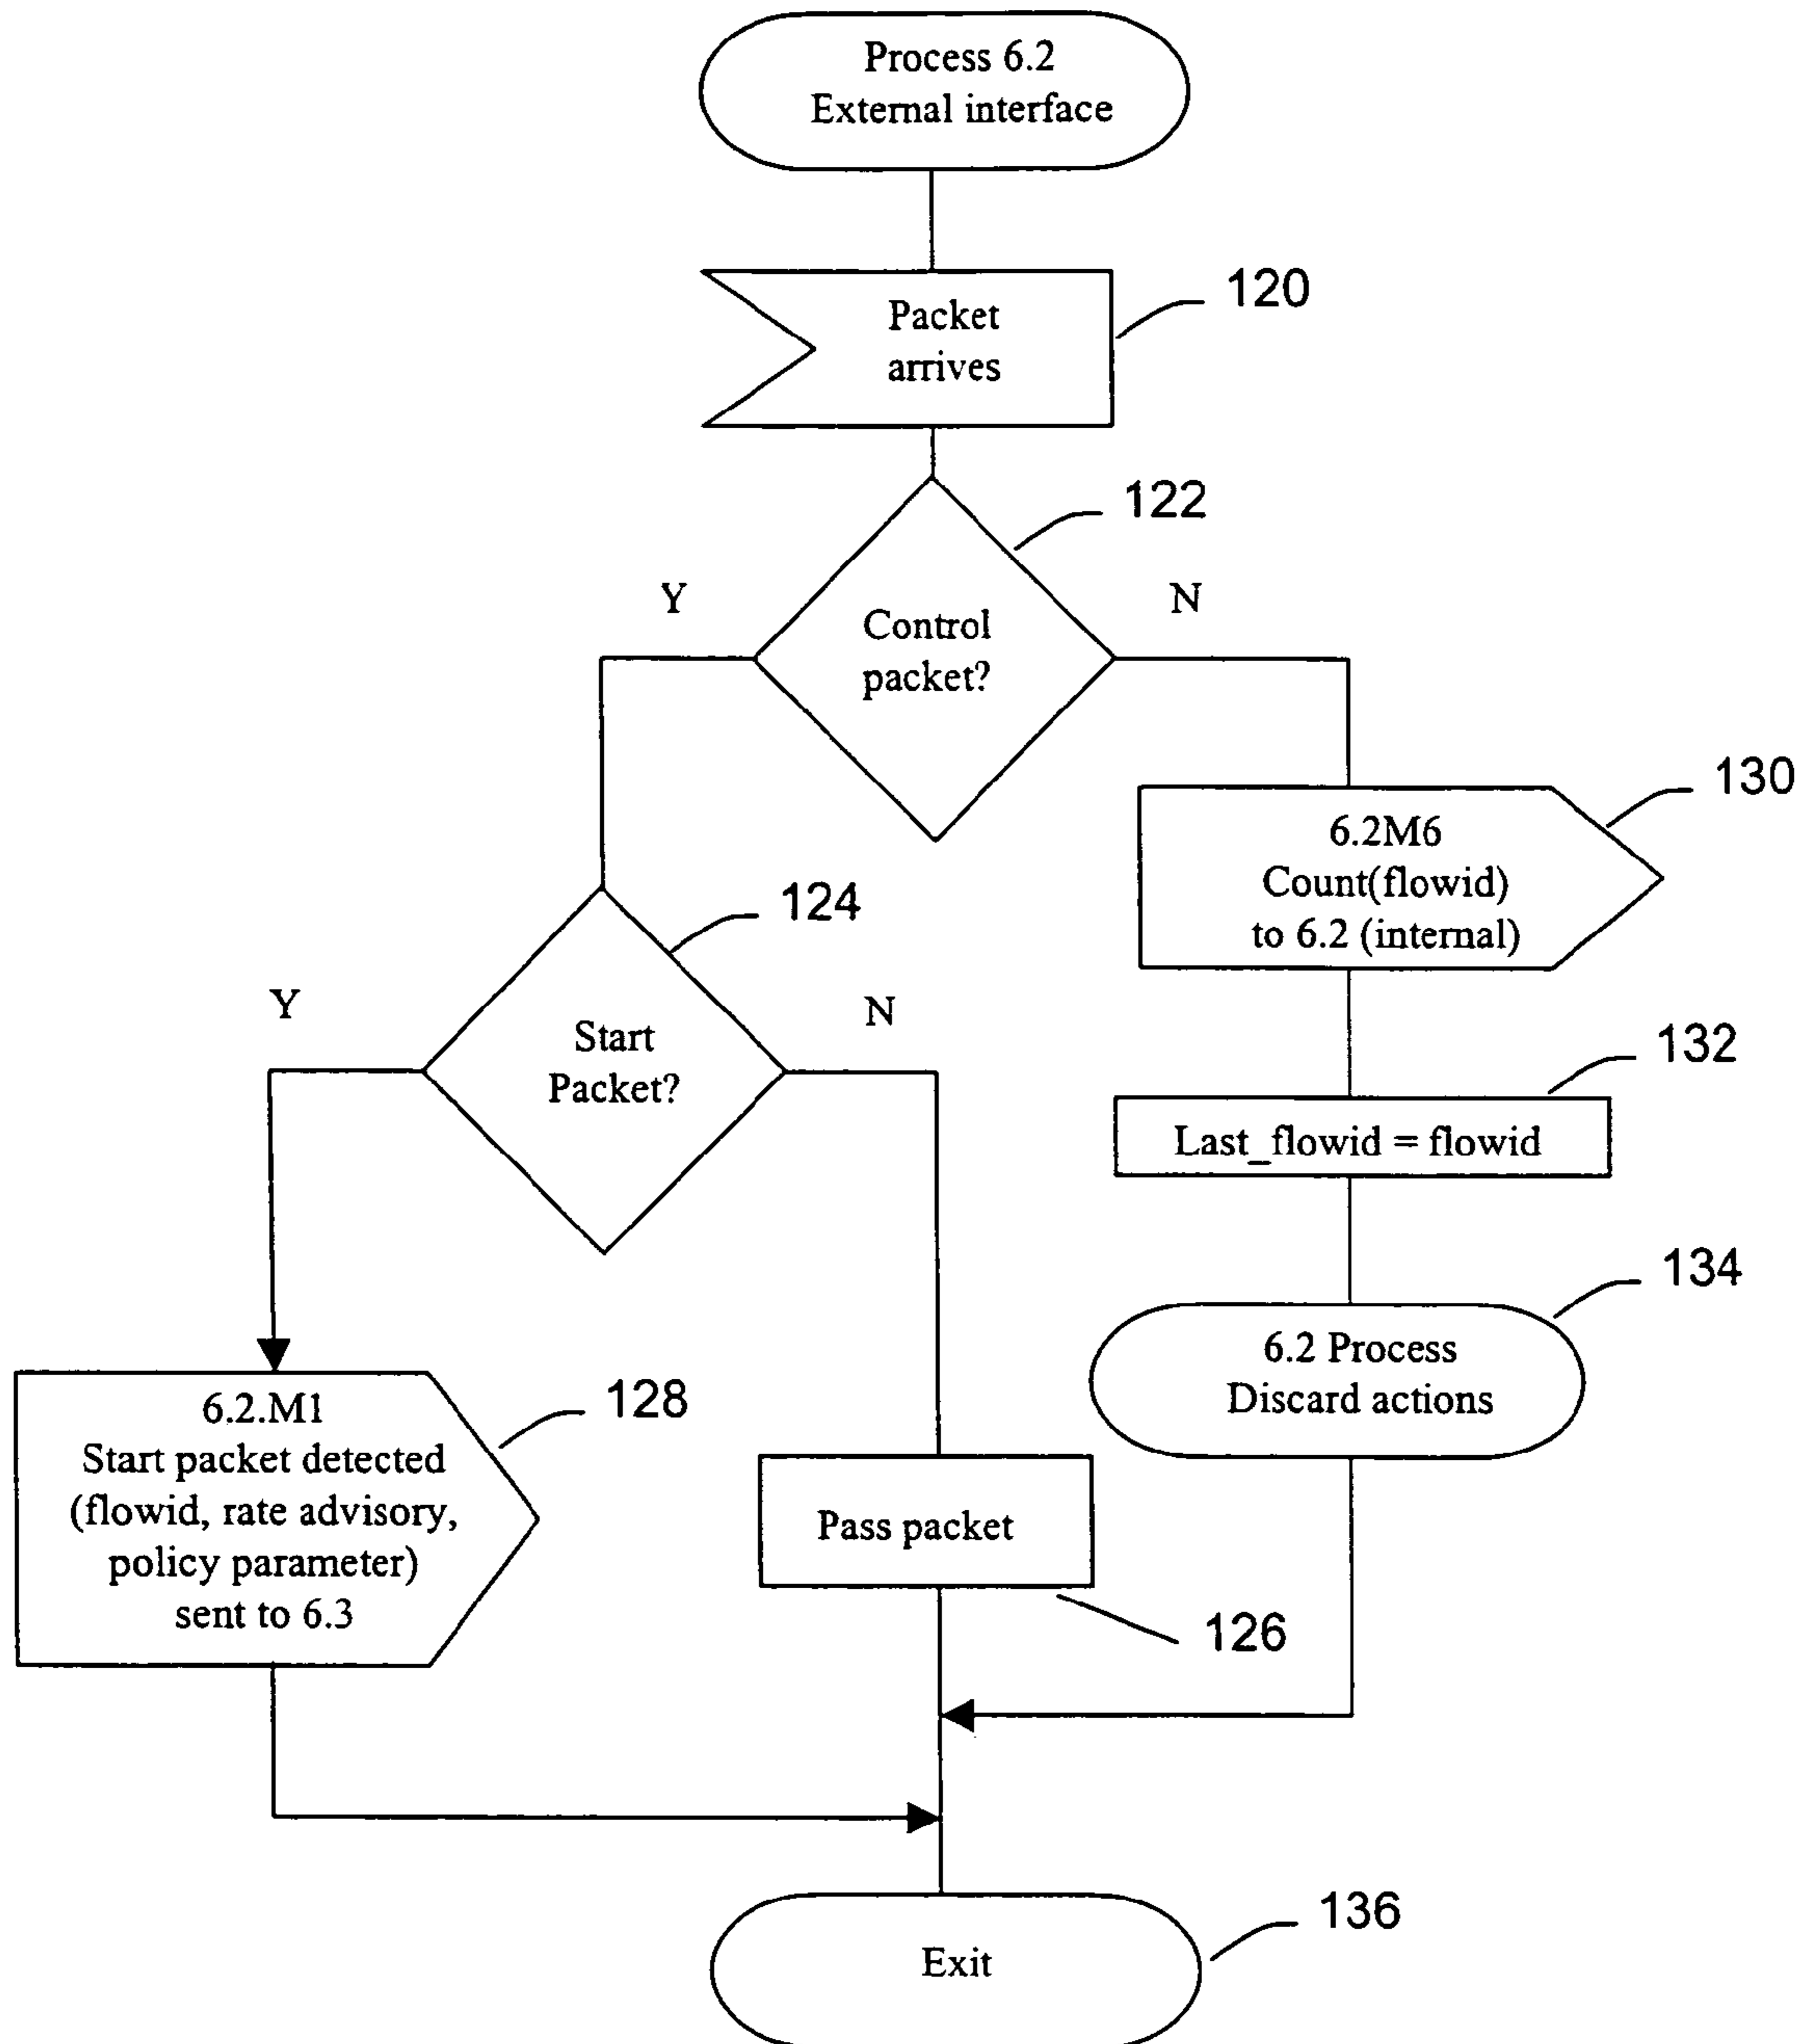 Process 6.2
External interface
Packet
arrives
120
Control
packet?
122
Y
N
6.2M6
Count(flowid)
to 6.2 (internal)
130
Start
Packet?
124
Y
N
Last_flowid = flowid
132
6.2 Process
Discard actions
134
6.2.M1
Start packet detected
(flowid, rate advisory,
policy parameter)
sent to 6.3
128
Pass packet
126
Exit
136